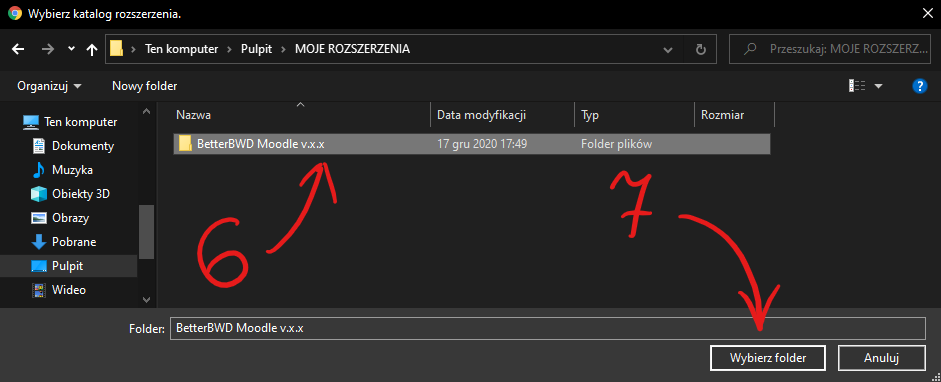 Wybierz katalog rozszerzenia.
Ten komputer Pulpit MOJE ROZSZERZENIA
Przeszukaj: MOJE ROZSZERZ...
Organizuj Nowy folder
?
Nazwa Data modyfikacji Typ Rozmiar
BetterBWD Moodle v.x.x 17 gru 2020 17:49 Folder plików
Ten komputer
Dokumenty
Muzyka
Obiekty 3D
Obrazy
Pobrane
Pulpit
Wideo
6
7
Folder: BetterBWD Moodle v.x.x
Wybierz folder Anuluj